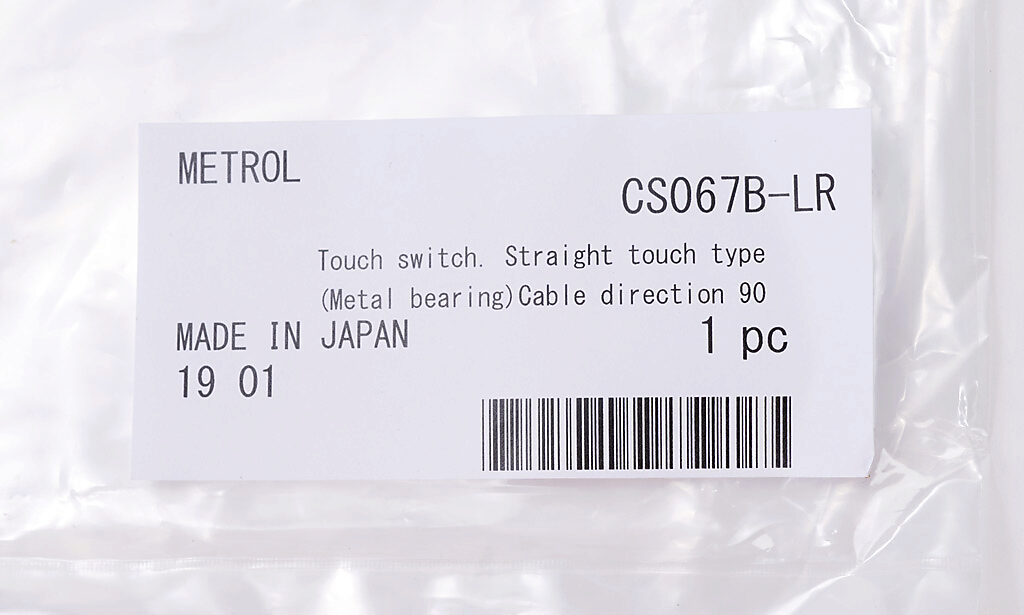 METROL
CS067B-LR
Touch switch. Straight touch type
(Metal bearing)Cable direction 90
MADE IN JAPAN
1 pc
19 01